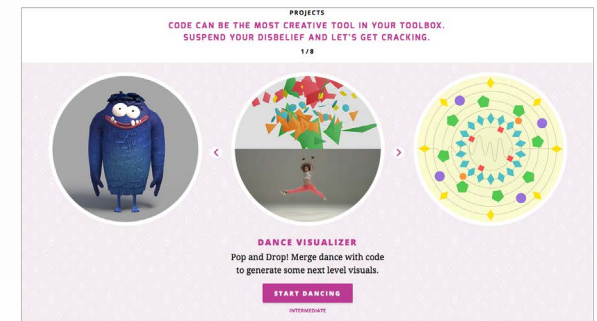 PROJECTS
CODE CAN BE THE MOST CREATIVE TOOL IN YOUR TOOLBOX.
SUSPEND YOUR DISBELIEF AND LET'S GET CRACKING.
1/8
DANCE VISUALIZER
Pop and Drop! Merge dance with code
to generate some next level visuals.
START DANCING
INTERMEDIATE